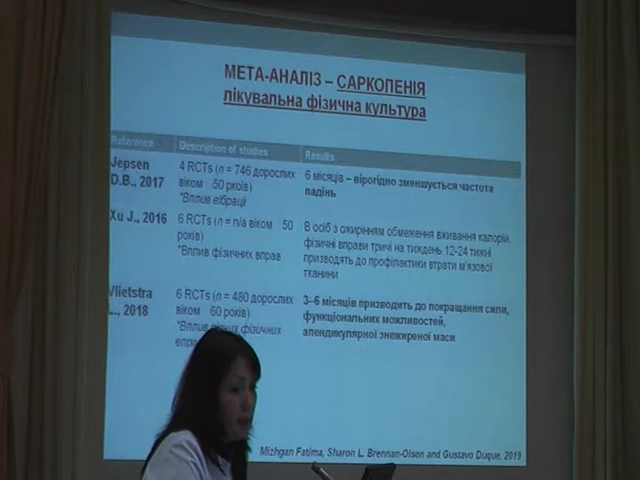 МЕТА-АНАЛІЗ – САРКОПЕНІЯ
лікувальна фізична культура
Reference Description of studies Results
Jepsen D.B., 2017
4 RCTs (n = 746 дорослих
віком 50 рколів)
*Вплив вібрації
6 місяців – вірогідно зменшується частота
падінь
Xu J., 2016
6 RCTs (n = n/a віком 50
років)
*Вплив фізичних вправ
В осіб з ожирінням обмеження вживання калорій,
фізичні вправи тричі на тиждень 12-24 тижні
призводять до профілактики втрати м'язової
тканини
Vlietstra
L., 2018
6 RCTs (n = 480 дорослих
віком 60 років)
фізичних
3–6 місяців призводить до покращання сили,
функціональних можливостей,
апендикулярної знежиреної маси
Mizhgan Fatima, Sharon L. Brennan-Olsen and Gustavo Duque, 2019